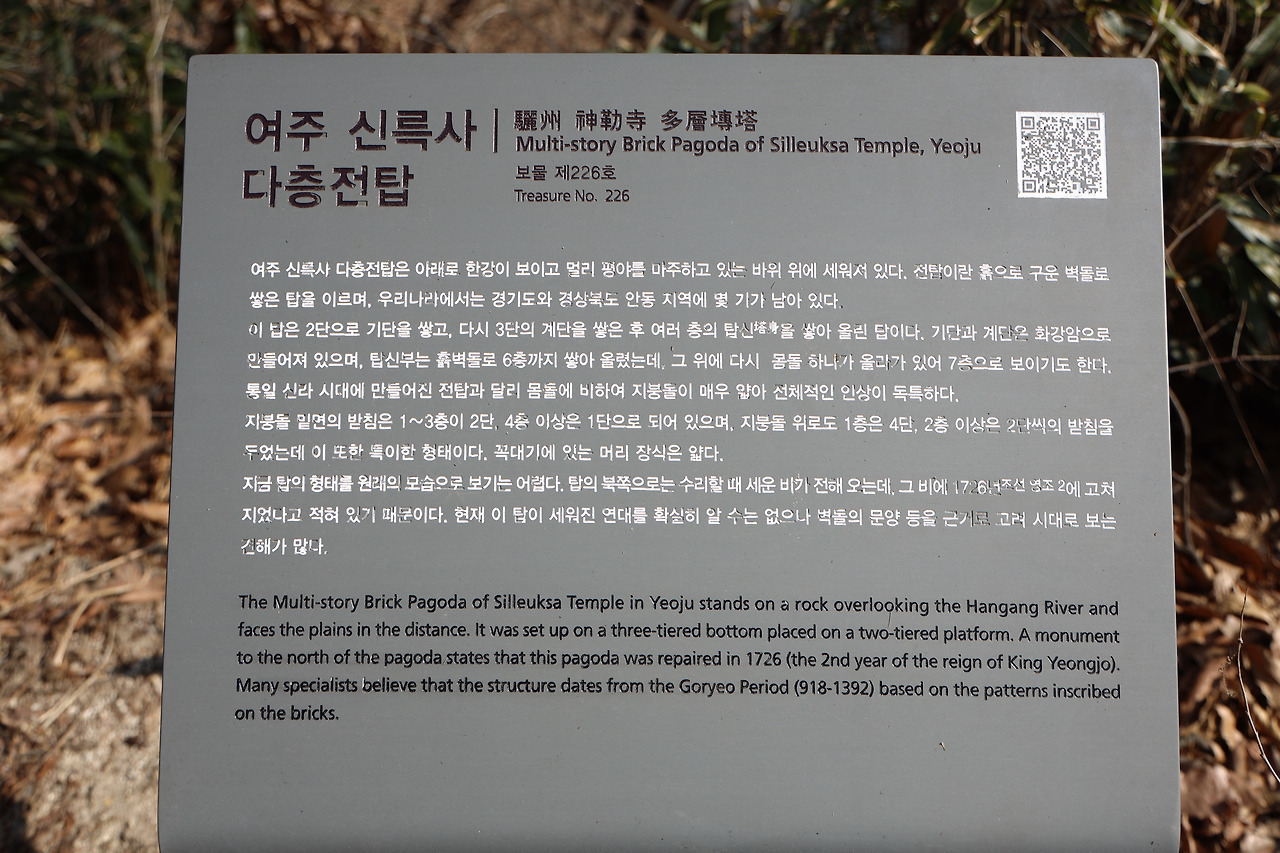 여주 신륵사
다층전탑
驪州 神勒寺 多層塼塔
Multi-story Brick Pagoda of Silleuksa Temple, Yeoju
보물 제226호
Treasure No. 226
여주 신륵사 다층전탑은 아래로 한강이 보이고 멀리 평야를 마주하고 있는 바위 위에 세워져 있다. 전탑이란 흙으로 구운 벽돌로
쌓은 탑을 이르며, 우리나라에서는 경기도와 경상북도 안동 지역에 몇 기가 남아 있다.
이 탑은 2단으로 기단을 쌓고, 다시 3단의 계단을 쌓은 후 여러 층의 탑신塔身을 쌓아 올린 탑이다. 기단과 계단은 화강암으로
만들어져 있으며, 탑신부는 흙벽돌로 6층까지 쌓아 올렸는데, 그 위에 다시 몸돌 하나가 올라가 있어 7층으로 보이기도 한다.
통일 신라 시대에 만들어진 전탑과 달리 몸돌에 비하여 지붕돌이 매우 얇아 전체적인 인상이 독특하다.
지붕돌 밑면의 받침은 1~3층이 2단, 4층 이상은 1단으로 되어 있으며, 지붕돌 위로도 1층은 4단, 2층 이상은 2단씩의 받침을
두었는데 이 또한 특이한 형태이다. 꼭대기에 있는 머리 장식은 얇다.
지금 탑의 형태를 원래의 모습으로 보기는 어렵다. 탑의 북쪽으로는 수리할 때 세운 비가 전해 오는데, 그 비에 1726년조선 영조 2에 고쳐
지었다고 적혀 있기 때문이다. 현재 이 탑이 세워진 연대를 확실히 알 수는 없으나 벽돌의 문양 등을 근거로 고려 시대로 보는
견해가 많다.
The Multi-story Brick Pagoda of Silleuksa Temple in Yeoju stands on a rock overlooking the Hangang River and
faces the plains in the distance. It was set up on a three-tiered bottom placed on a two-tiered platform. A monument
to the north of the pagoda states that this pagoda was repaired in 1726 (the 2nd year of the reign of King Yeongjo).
Many specialists believe that the structure dates from the Goryeo Period (918-1392) based on the patterns inscribed
on the bricks.